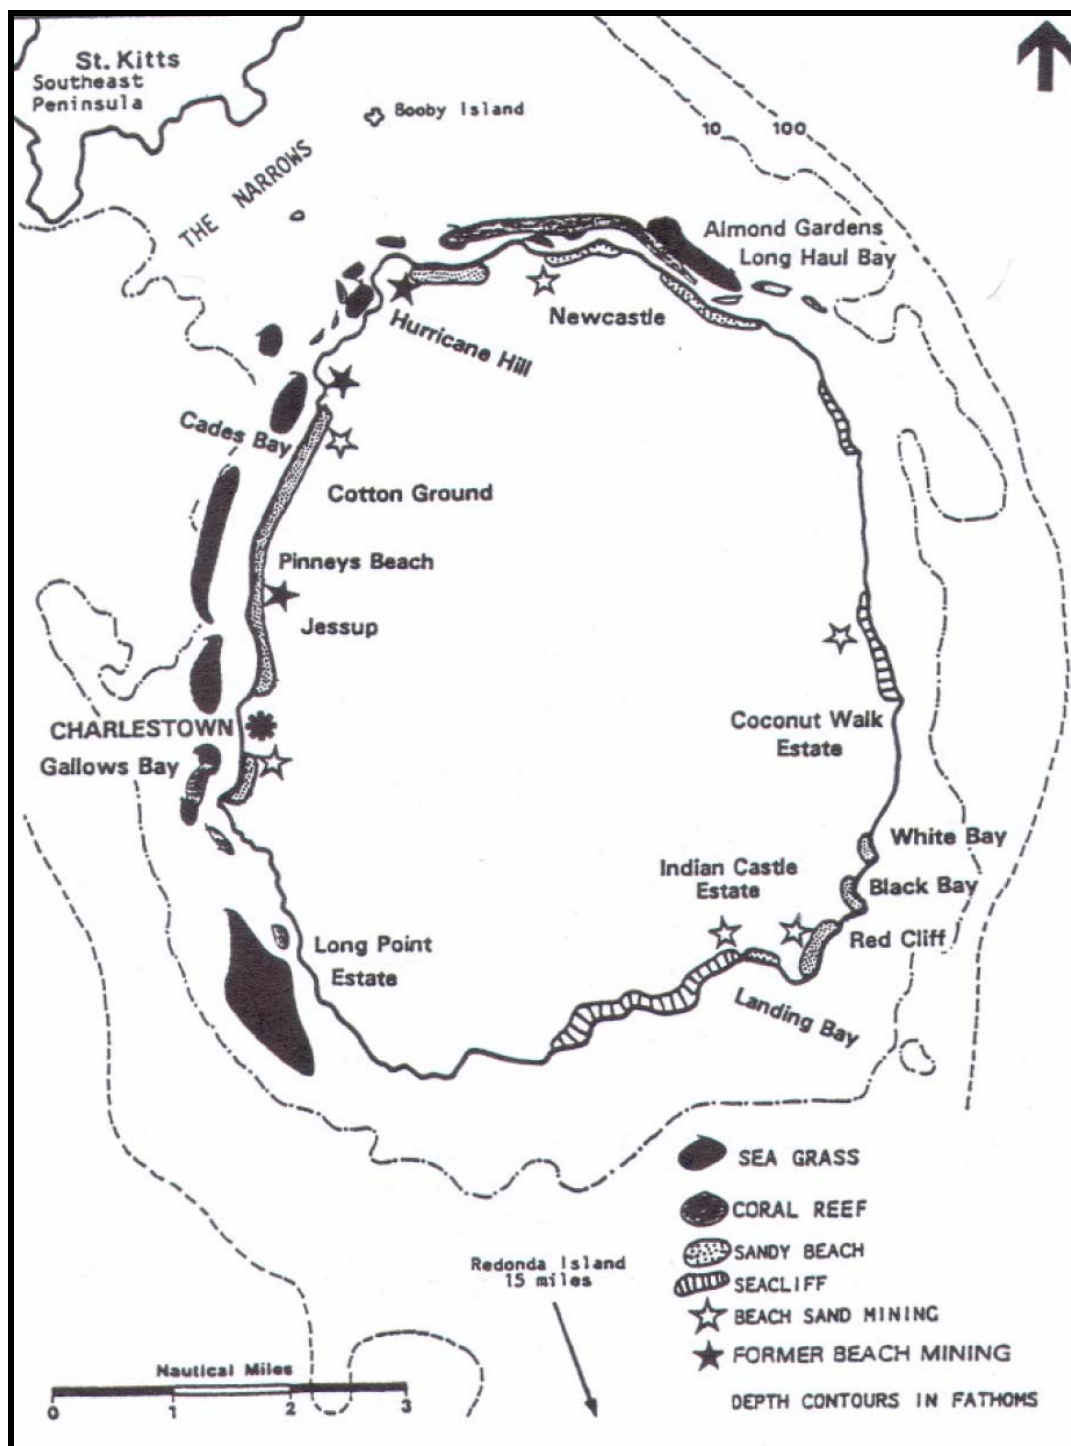 St. Kitts
Southeast
Peninsula
Booby Island
THE NARROWS
10 100
Almond Gardens
Long Haul Bay
Newcastle
Hurricane Hill
Cades Bay
Cotton Ground
Pinneys Beach
Jessup
CHARLESTOWN
Gallows Bay
Coconut Walk
Estate
White Bay
Indian Castle
Estate
Black Bay
Red Cliff
Long Point
Estate
Landing Bay
SEA GRASS
CORAL REEF
SANDY BEACH
SEACLIFF
BEACH SAND MINING
FORMER BEACH MINING
DEPTH CONTOURS IN FATHOMS
Redonda Island
15 miles
Nautical Miles
0 1 2 3